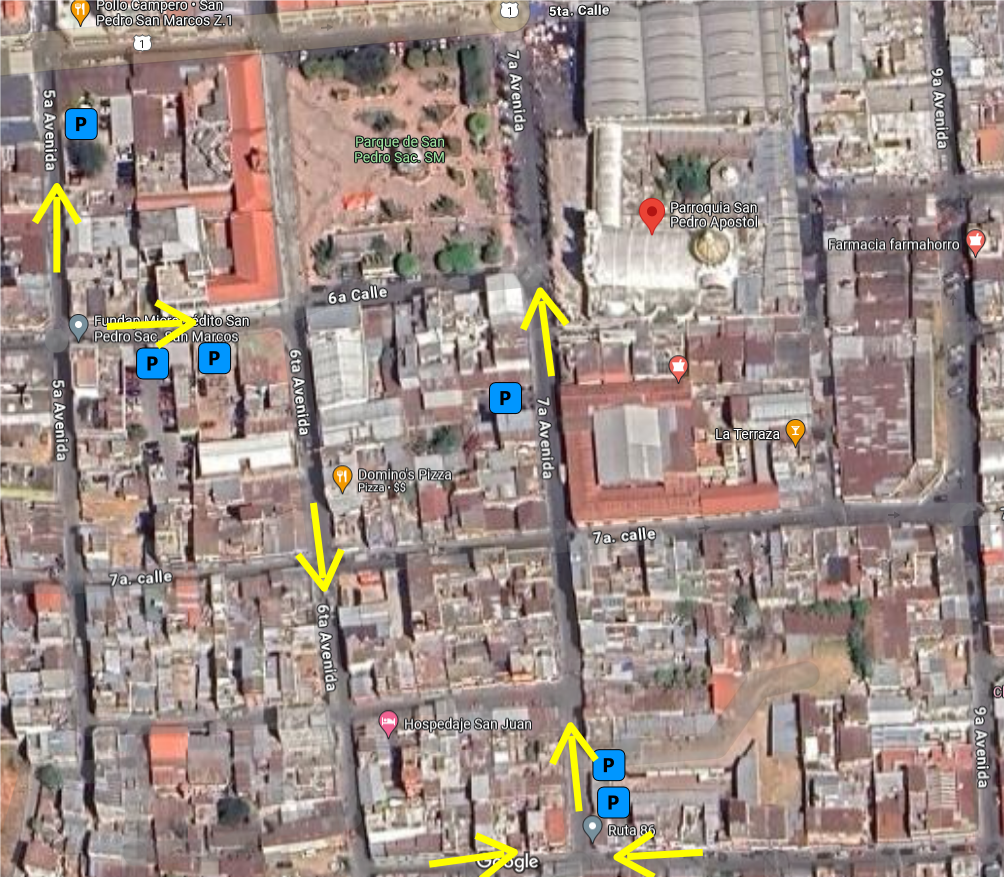 Pollo Campero • San
Pedro San Marcos Z.1
1
5ta. Calle
1
5a Avenida
P
7a Avenida
9a Avenida
Parque de San
Pedro Sac. SM
Parroquia San
Pedro Apostol
Farmacia farmahorro
6a Calle
Pedro Sac. San Marcos
P
P
5a Avenida
6ta Avenida
P
7a Avenida
La Terraza
Domino's Pizza
Pizza • $$
7a. calle
7a. calle
6ta Avenida
Hospedaje San Juan
9a Avenida
P
P
Ruta 86
Google